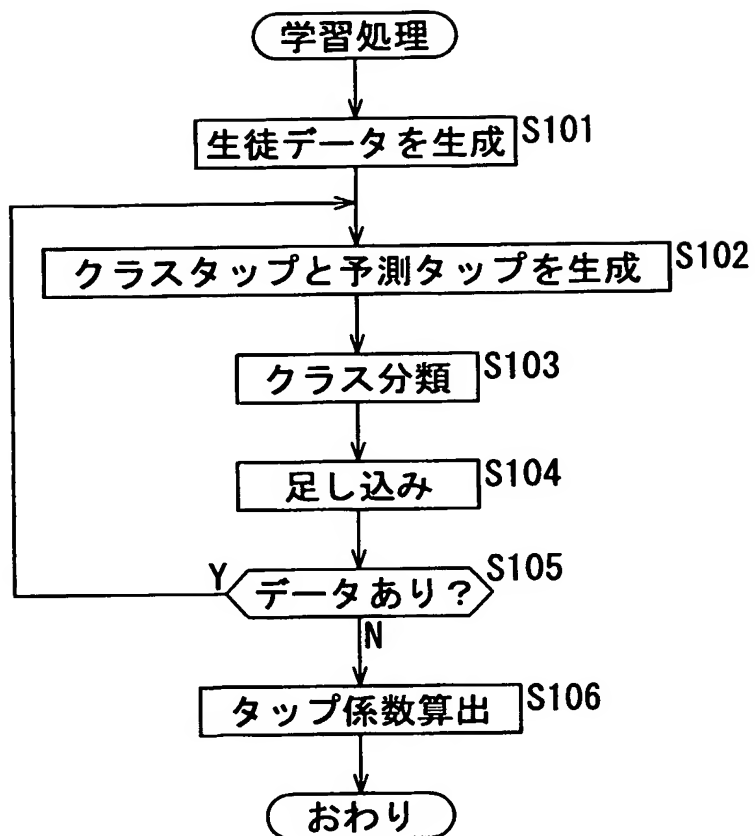 学習処理
生徒データを生成 S101
クラスタップと予測タップを生成 S102
クラス分類 S103
足し込み S104
Y データあり? S105
N
タップ係数算出 S106
おわり